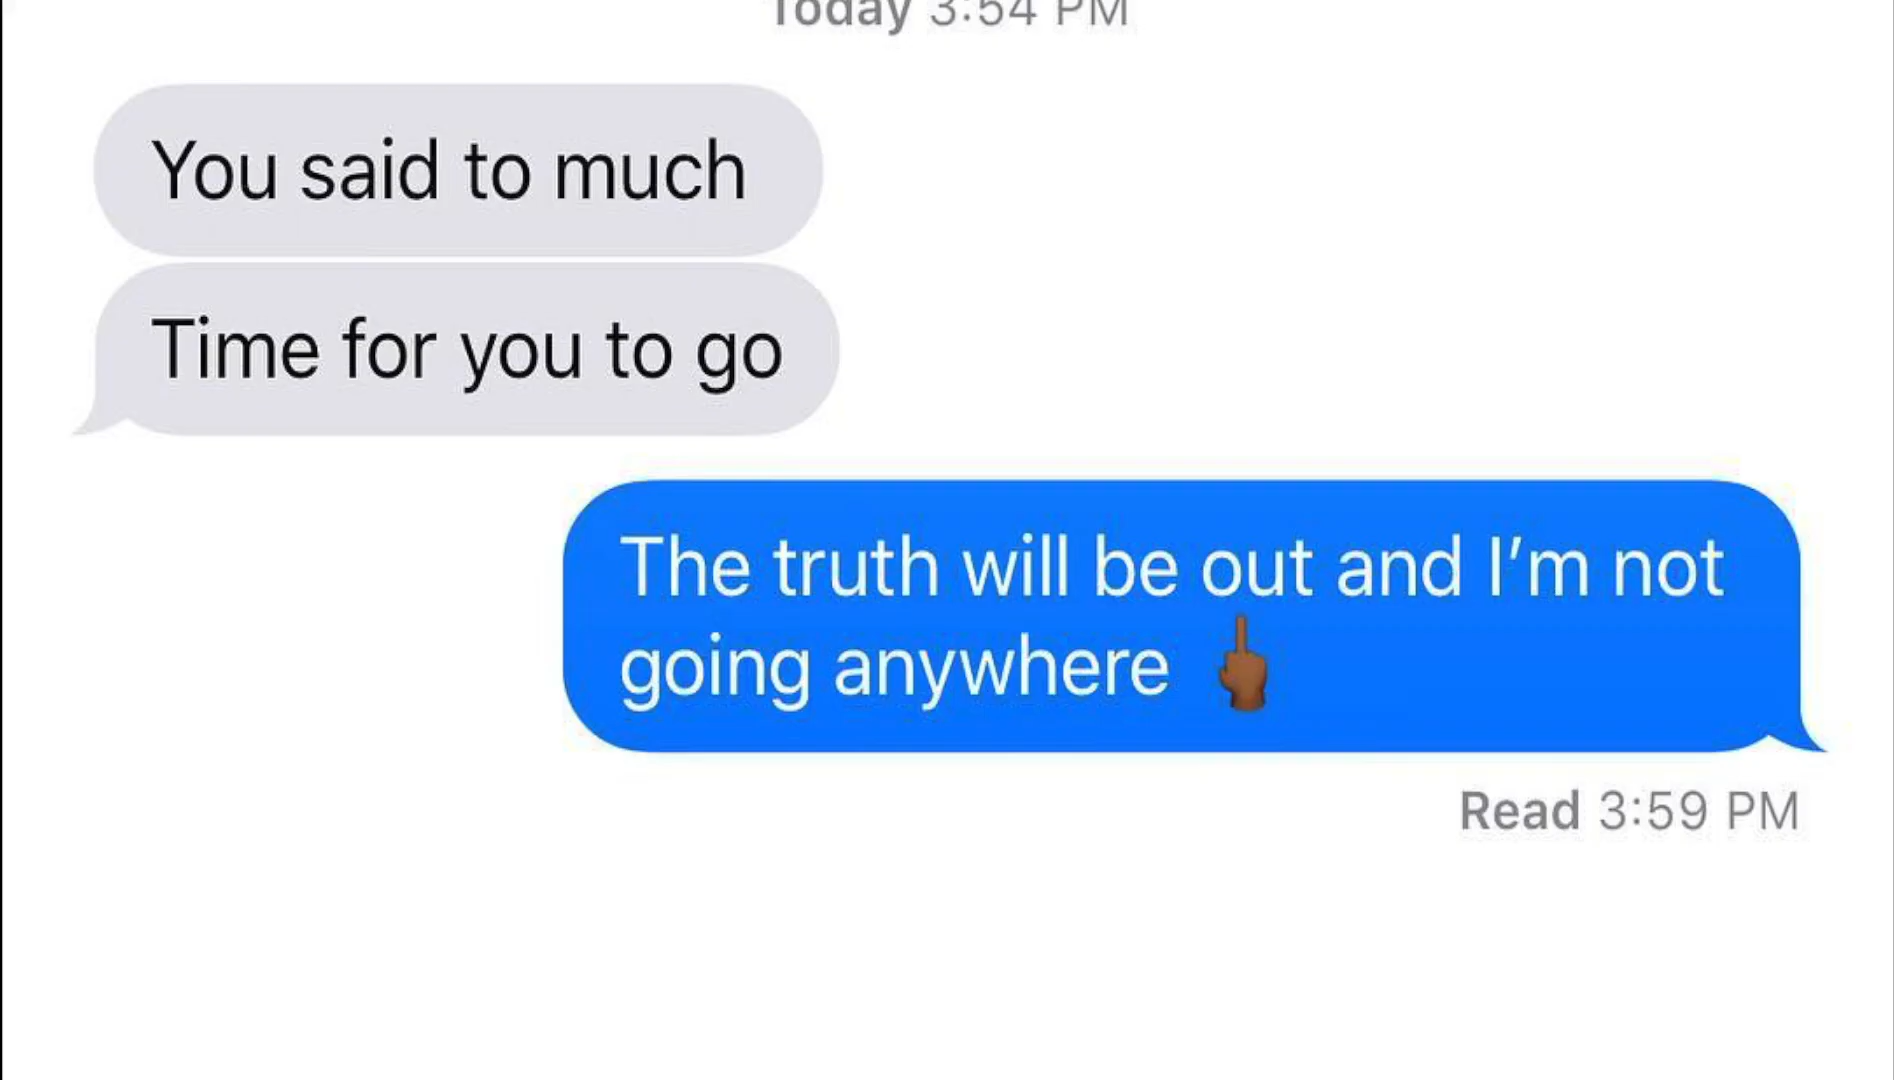 Today 3:54 PM
You said to much
Time for you to go
The truth will be out and I’m not
going anywhere 🖕🏾
Read 3:59 PM